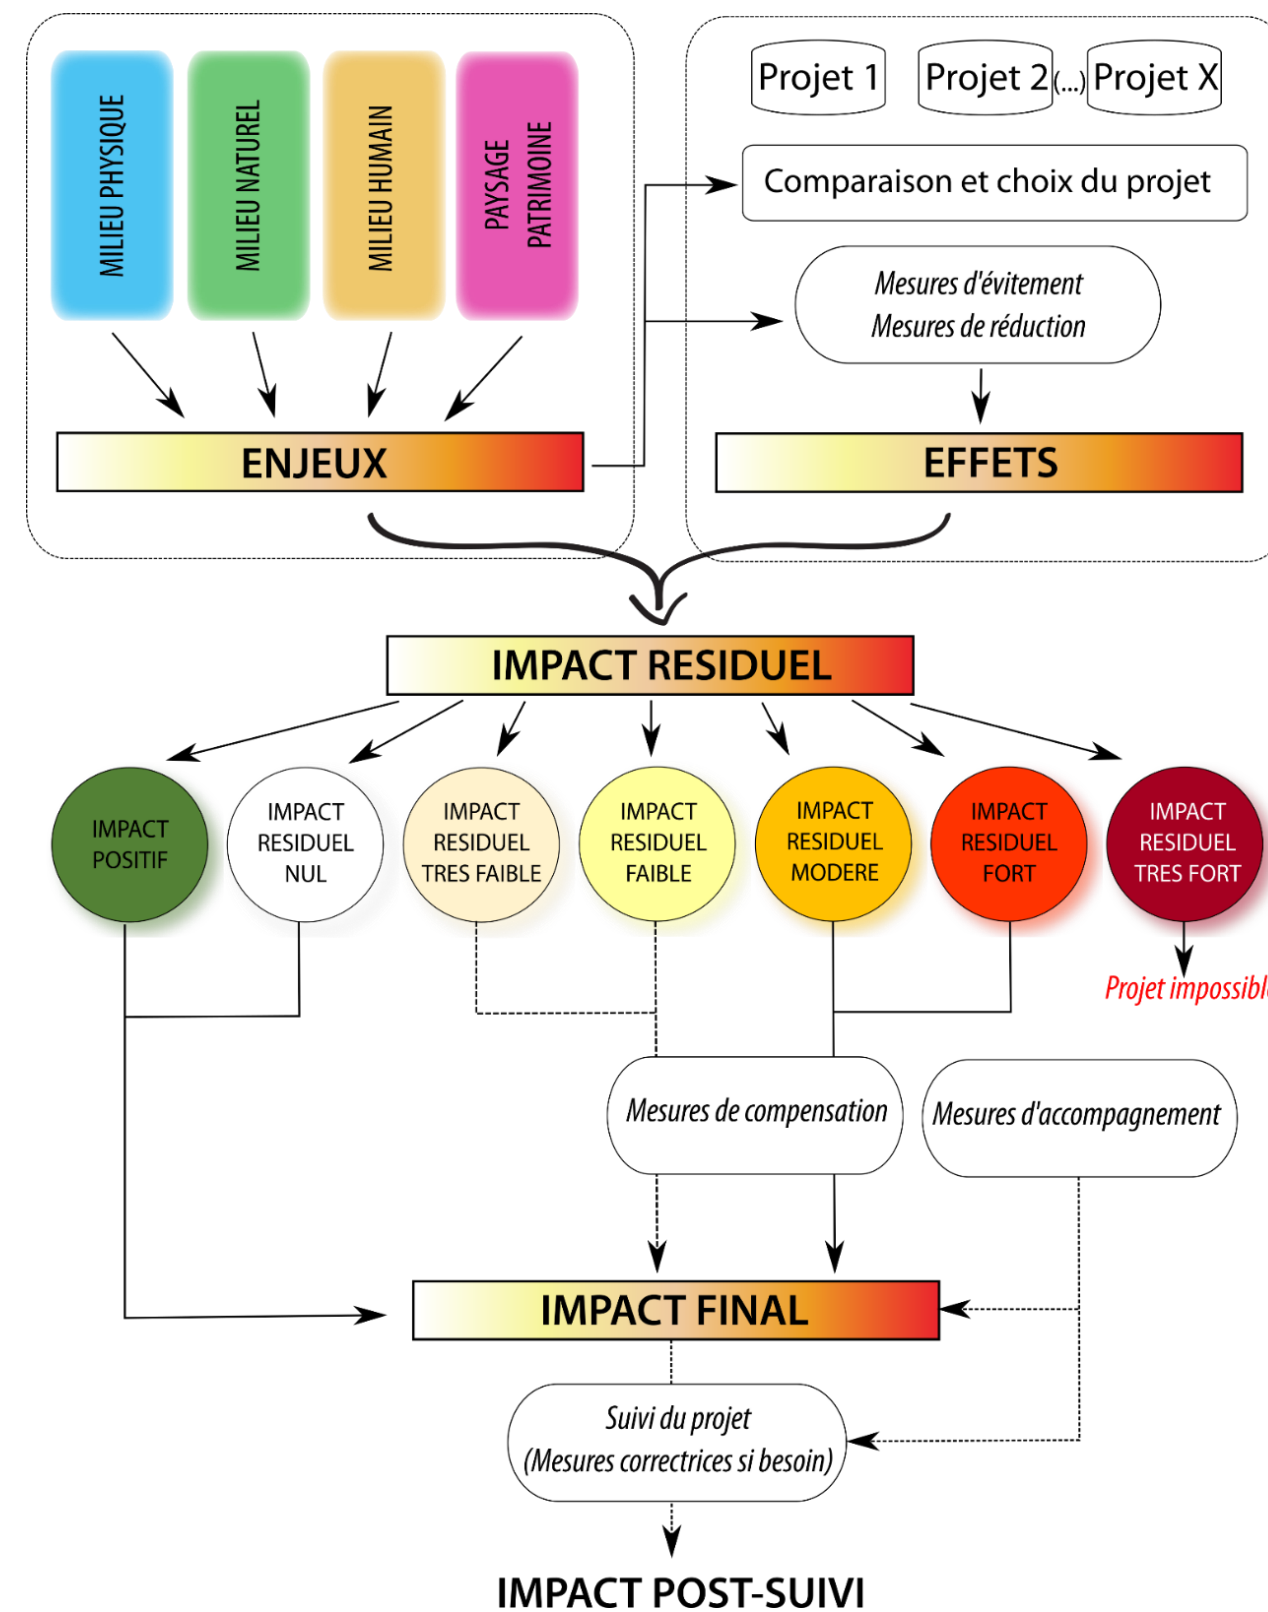 MILIEU PHYSIQUE
MILIEU NATUREL
MILIEU HUMAIN
PAYSAGE
PATRIMOINE
ENJEUX
Projet 1
Projet 2
(...)
Projet X
Comparaison et choix du projet
Mesures d'évitement
Mesures de réduction
EFFETS
IMPACT RESIDUEL
IMPACT
POSITIF
IMPACT
RESIDUEL
NUL
IMPACT
RESIDUEL
TRES FAIBLE
IMPACT
RESIDUEL
FAIBLE
IMPACT
RESIDUEL
MODERE
IMPACT
RESIDUEL
FORT
IMPACT
RESIDUEL
TRES FORT
Projet impossible
Mesures de compensation
Mesures d'accompagnement
IMPACT FINAL
Suivi du projet
(Mesures correctrices si besoin)
IMPACT POST-SUIVI